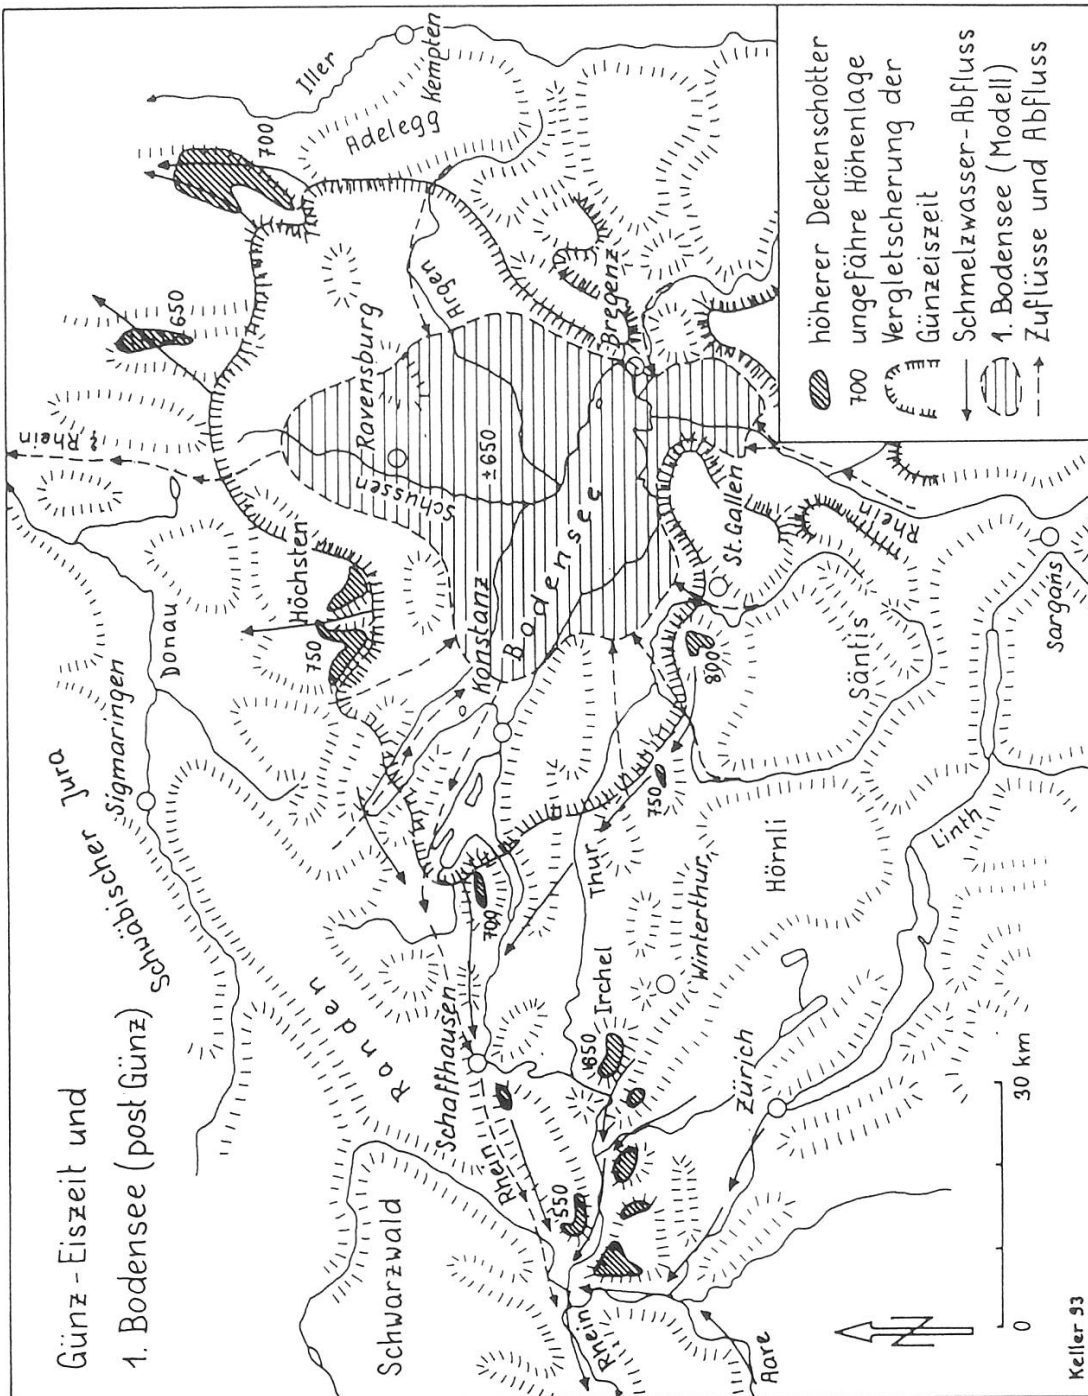 Günz - Eiszeit und
1. Bodensee (post Günz)
Schwäbischer Jura
Sigmaringen
Donau
Höchsten
750
? Rhein
650
700
Iller
Kempten
Adelegg
Argen
Ravensburg
Schussen
±650
Bregenz
Bodensee
Konstanz
St.Gallen
Rhein
Sargans
Säntis
800
750
Thur
Hörnli
Linth
Winterthur
Irchel
650
700
Randen
Schaffhausen
Rhein
Schwarzwald
550
Zürich
Rhein
Aare
N
0
30 km
Keller 93
höherer Deckenschotter
700 ungefähre Höhenlage
Vergletscherung der
Günzeiszeit
Schmelzwasser-Abfluss
1. Bodensee (Modell)
Zuflüsse und Abfluss